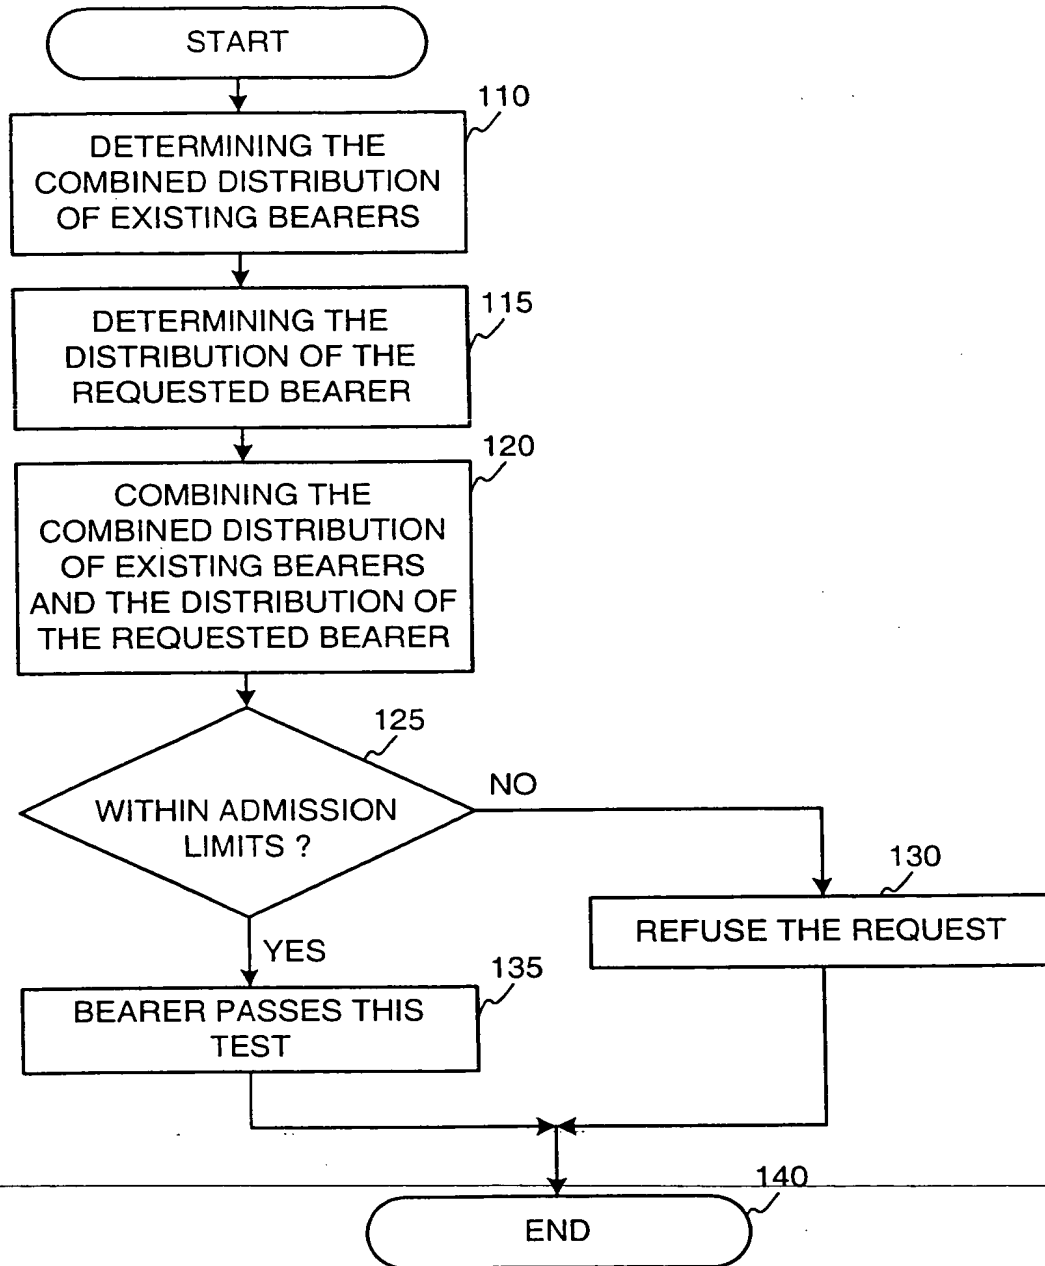 START
110
DETERMINING THE
COMBINED DISTRIBUTION
OF EXISTING BEARERS
115
DETERMINING THE
DISTRIBUTION OF THE
REQUESTED BEARER
120
COMBINING THE
COMBINED DISTRIBUTION
OF EXISTING BEARERS
AND THE DISTRIBUTION OF
THE REQUESTED BEARER
125
WITHIN ADMISSION
LIMITS ?
NO
130
REFUSE THE REQUEST
YES
135
BEARER PASSES THIS
TEST
140
END